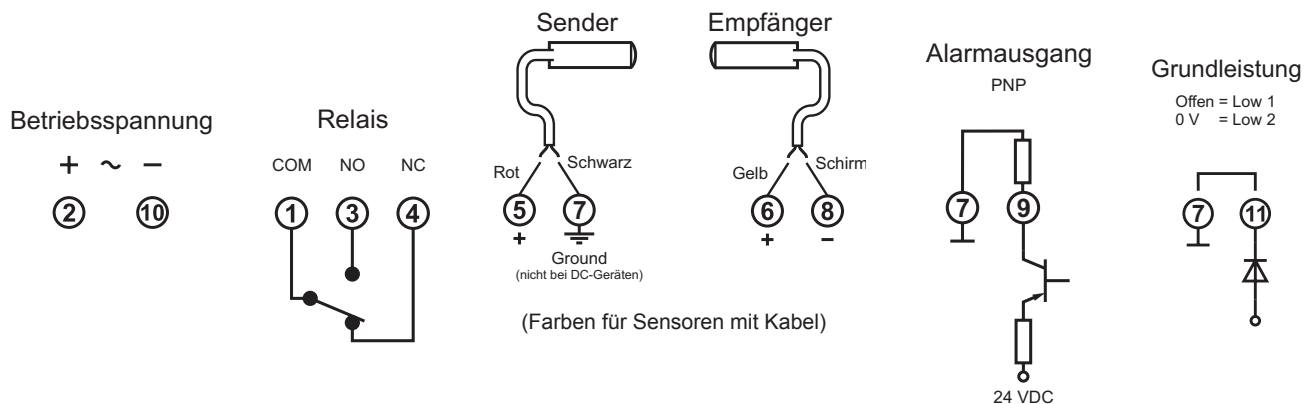 Betriebsspannung
+ ~ −
2 10
Relais
COM NO NC
1 3 4
Sender
Rot Schwarz
5 7
+
Ground
(nicht bei DC-Geräten)
Empfänger
Gelb Schirm
6 8
+ −
(Farben für Sensoren mit Kabel)
Alarmausgang
PNP
7 9
24 VDC
Grundleistung
Offen = Low 1
0 V = Low 2
7 11